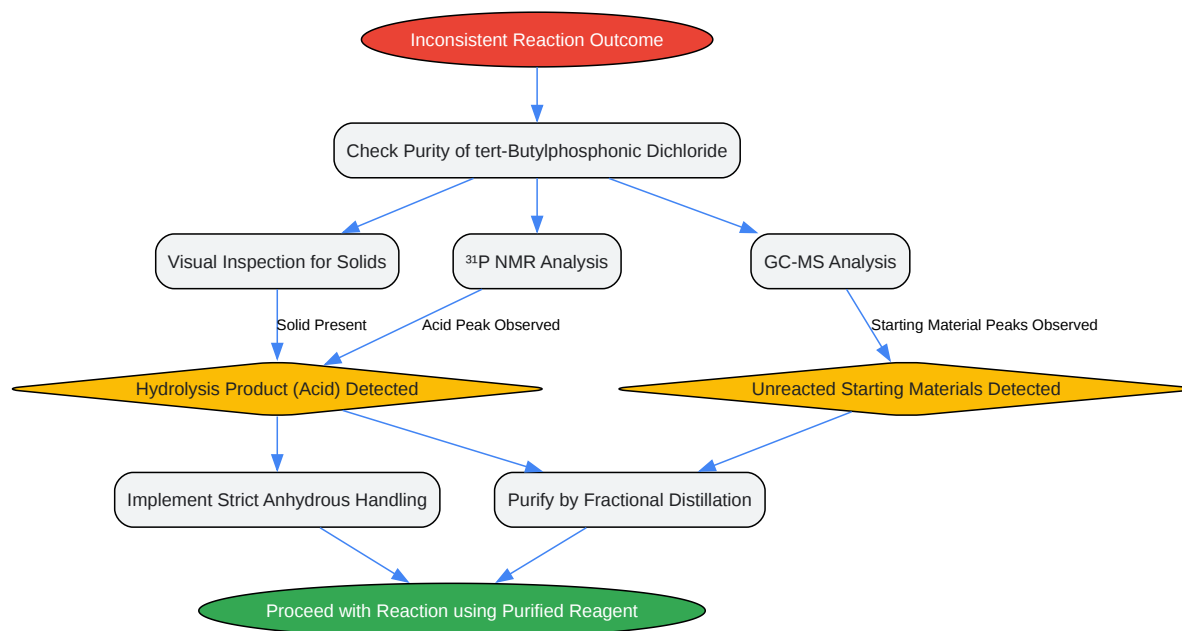 Inconsistent Reaction Outcome
Check Purity of tert-Butylphosphonic Dichloride
Visual Inspection for Solids
³¹P NMR Analysis
GC-MS Analysis
Solid Present
Acid Peak Observed
Starting Material Peaks Observed
Hydrolysis Product (Acid) Detected
Unreacted Starting Materials Detected
Implement Strict Anhydrous Handling
Purify by Fractional Distillation
Proceed with Reaction using Purified Reagent